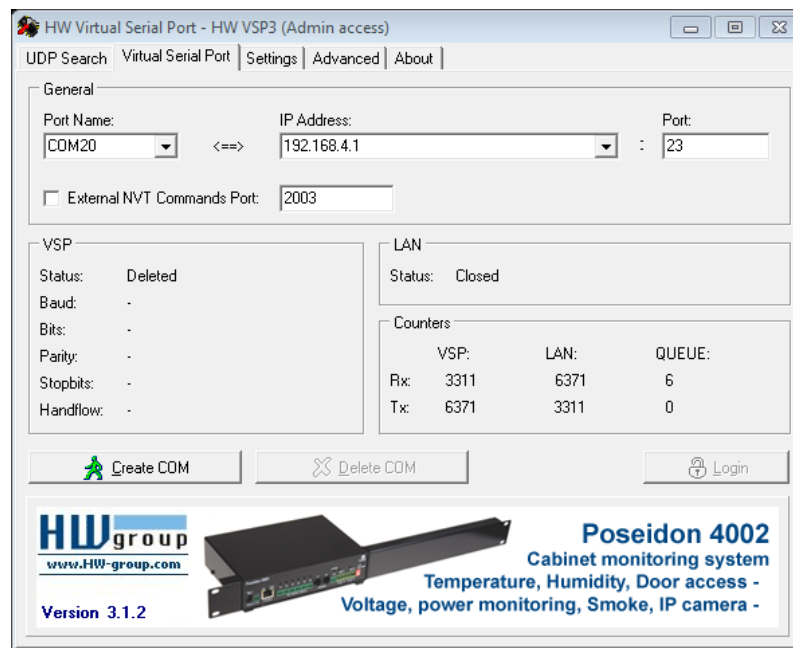 HW Virtual Serial Port - HW VSP3 (Admin access)
UDP Search Virtual Serial Port Settings Advanced About
General
Port Name: IP Address: Port:
COM20 <==> 192.168.4.1 : 23
External NVT Commands Port: 2003
VSP
Status: Deleted
Baud: -
Bits: -
Parity: -
Stopbits: -
Handflow: -
LAN
Status: Closed
Counters
VSP: LAN: QUEUE:
Rx: 3311 6371 6
Tx: 6371 3311 0
Create COM Delete COM Login
HW group
www.HW-group.com
Version 3.1.2
Poseidon 4002
Cabinet monitoring system
Temperature, Humidity, Door access -
Voltage, power monitoring, Smoke, IP camera -